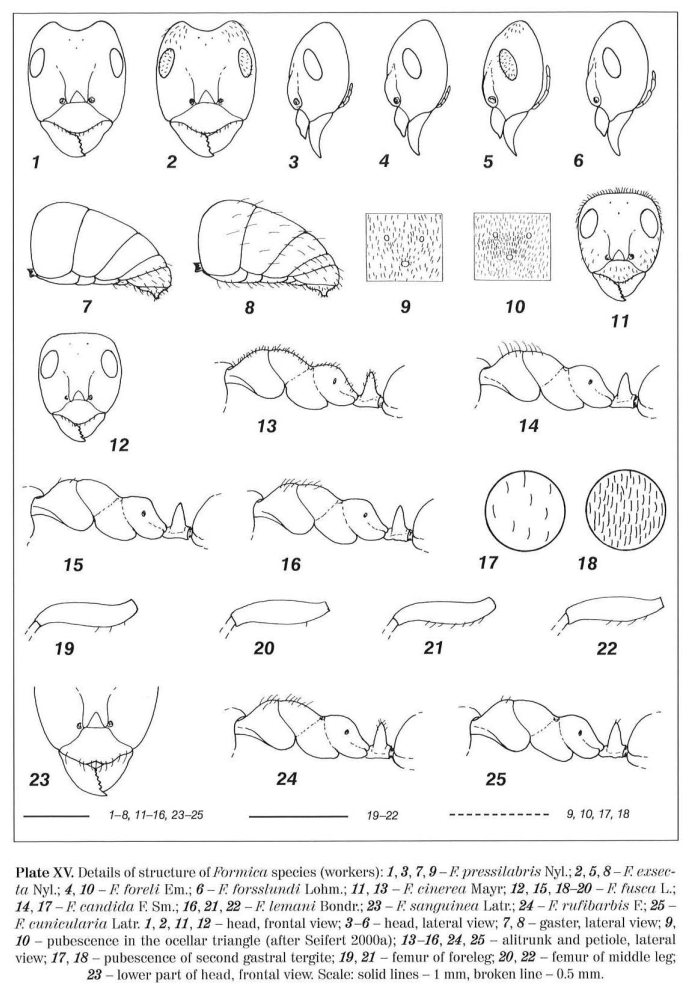 1 2 3 4 5 6
7 8 9 10 11
12 13 14
15 16 17 18
19 20 21 22
23 24 25
1–8, 11–16, 23–25 19–22 9, 10, 17, 18
Plate XV. Details of structure of Formica species (workers): 1, 3, 7, 9 – F. pressilabris Nyl.; 2, 5, 8 – F. exsec-
ta Nyl.; 4, 10 – F. foreli Em.; 6 – F. forsslundi Lohm.; 11, 13 – F. cinerea Mayr; 12, 15, 18–20 – F. fusca L.;
14, 17 – F. candida F. Sm.; 16, 21, 22 – F. lemani Bondr.; 23 – F. sanguinea Latr.; 24 – F. rufibarbis F.; 25 –
F. cunicularia Latr. 1, 2, 11, 12 – head, frontal view; 3–6 – head, lateral view; 7, 8 – gaster, lateral view; 9,
10 – pubescence in the ocellar triangle (after Seifert 2000a); 13–16, 24, 25 – alitrunk and petiole, lateral
view; 17, 18 – pubescence of second gastral tergite; 19, 21 – femur of foreleg; 20, 22 – femur of middle leg;
23 – lower part of head, frontal view. Scale: solid lines – 1 mm, broken line – 0.5 mm.